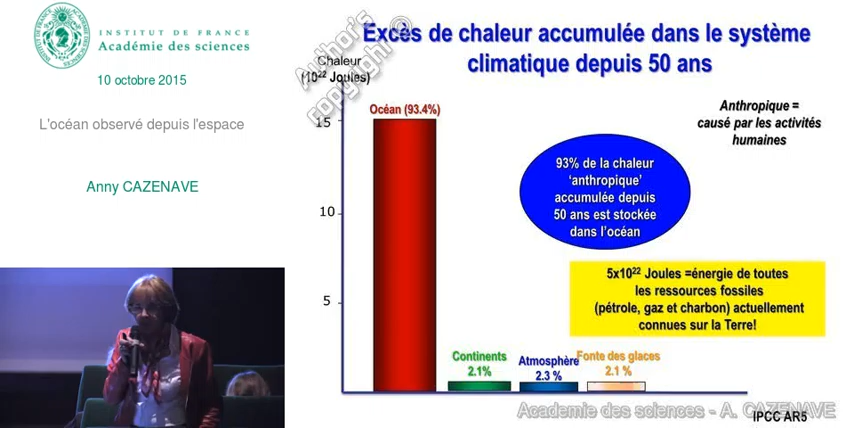 INSTITUT DE FRANCE
Académie des sciences
10 octobre 2015
L'océan observé depuis l'espace
Anny CAZENAVE
Excès de chaleur accumulée dans le système
climatique depuis 50 ans
Author's
copyright ©
Chaleur
(10²² Joules)
Océan (93.4%)
15
10
5
Anthropique =
causé par les activités
humaines
93% de la chaleur
‘anthropique’
accumulée depuis
50 ans est stockée
dans l’océan
5x10²² Joules =énergie de toutes
les ressources fossiles
(pétrole, gaz et charbon) actuellement
connues sur la Terre!
Continents
2.1%
Atmosphère
2.3 %
Fonte des glaces
2.1 %
Academie des sciences - A. CAZENAVE
IPCC AR5